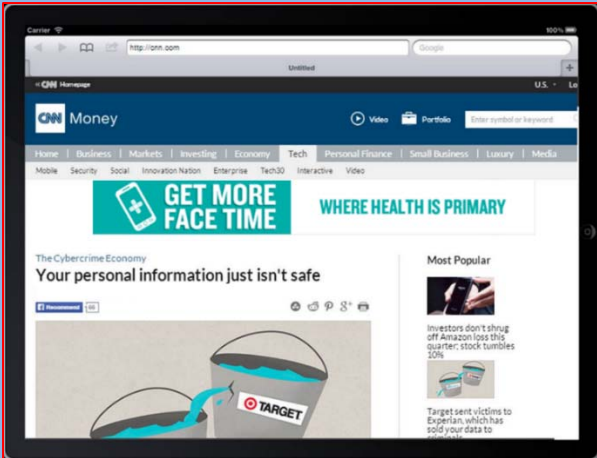 Carrier 100%
http://cnn.com Google
Untitled
+
« CNN Homepage U.S. Lo
CNN Money Video Portfolio Enter symbol or keyword
Home | Business | Markets | Investing | Economy Tech Personal Finance | Small Business | Luxury | Media
Mobile Security Social Innovation Nation Enterprise Tech30 Interactive Video
GET MORE
FACE TIME
WHERE HEALTH IS PRIMARY
The Cybercrime Economy
Your personal information just isn't safe
Recommend
g+
TARGET
Most Popular
Investors don't shrug
off Amazon loss this
quarter; stock tumbles
10%
Target sent victims to
Experian, which has
sold your data to